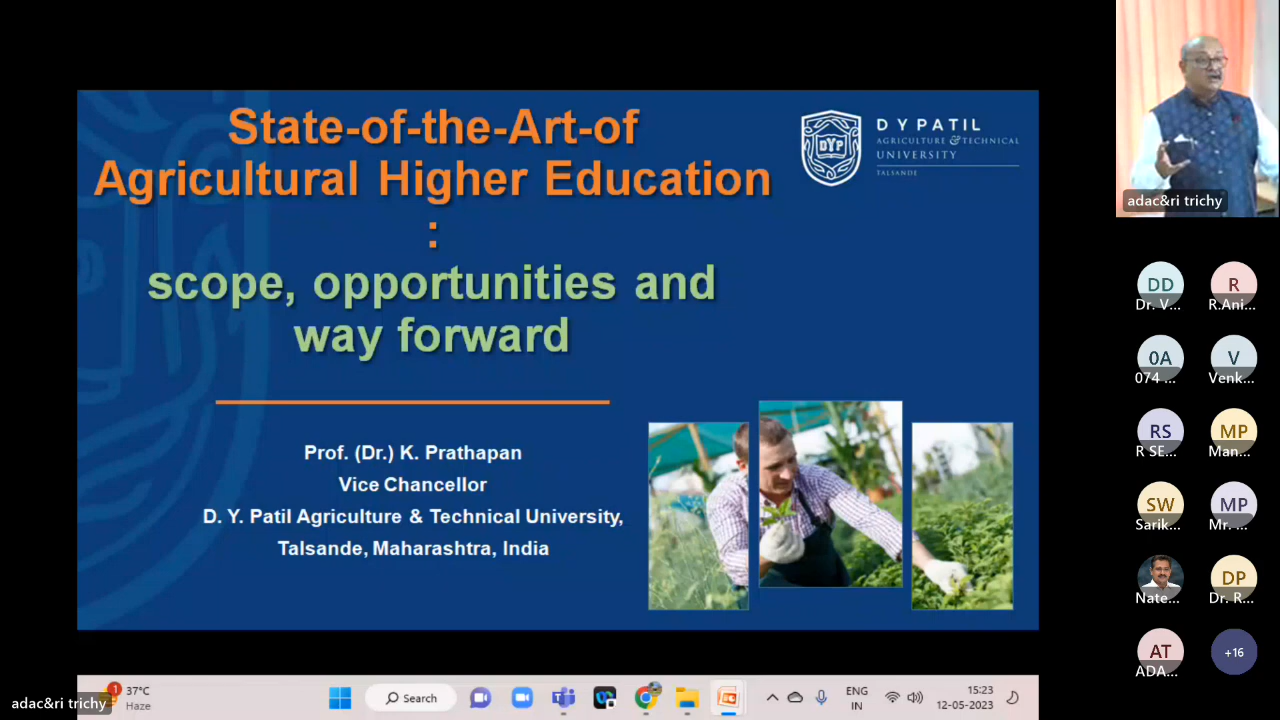 State-of-the-Art-of
Agricultural Higher Education
:
scope, opportunities and
way forward
Prof. (Dr.) K. Prathapan
Vice Chancellor
D. Y. Patil Agriculture & Technical University,
Talsande, Maharashtra, India
DYP
D Y PATIL
AGRICULTURE & TECHNICAL
UNIVERSITY
TALSANDE
adac&ri trichy
DD
Dr. V...
R
R.Ani...
0A
074 ...
V
Venk...
RS
R SE...
MP
Man...
SW
Sarik...
MP
Mr. ...
Nate...
DP
Dr. R...
AT
ADA...
+16
adac&ri trichy
1
37°C
Haze
Search
ENG
IN
15:23
12-05-2023